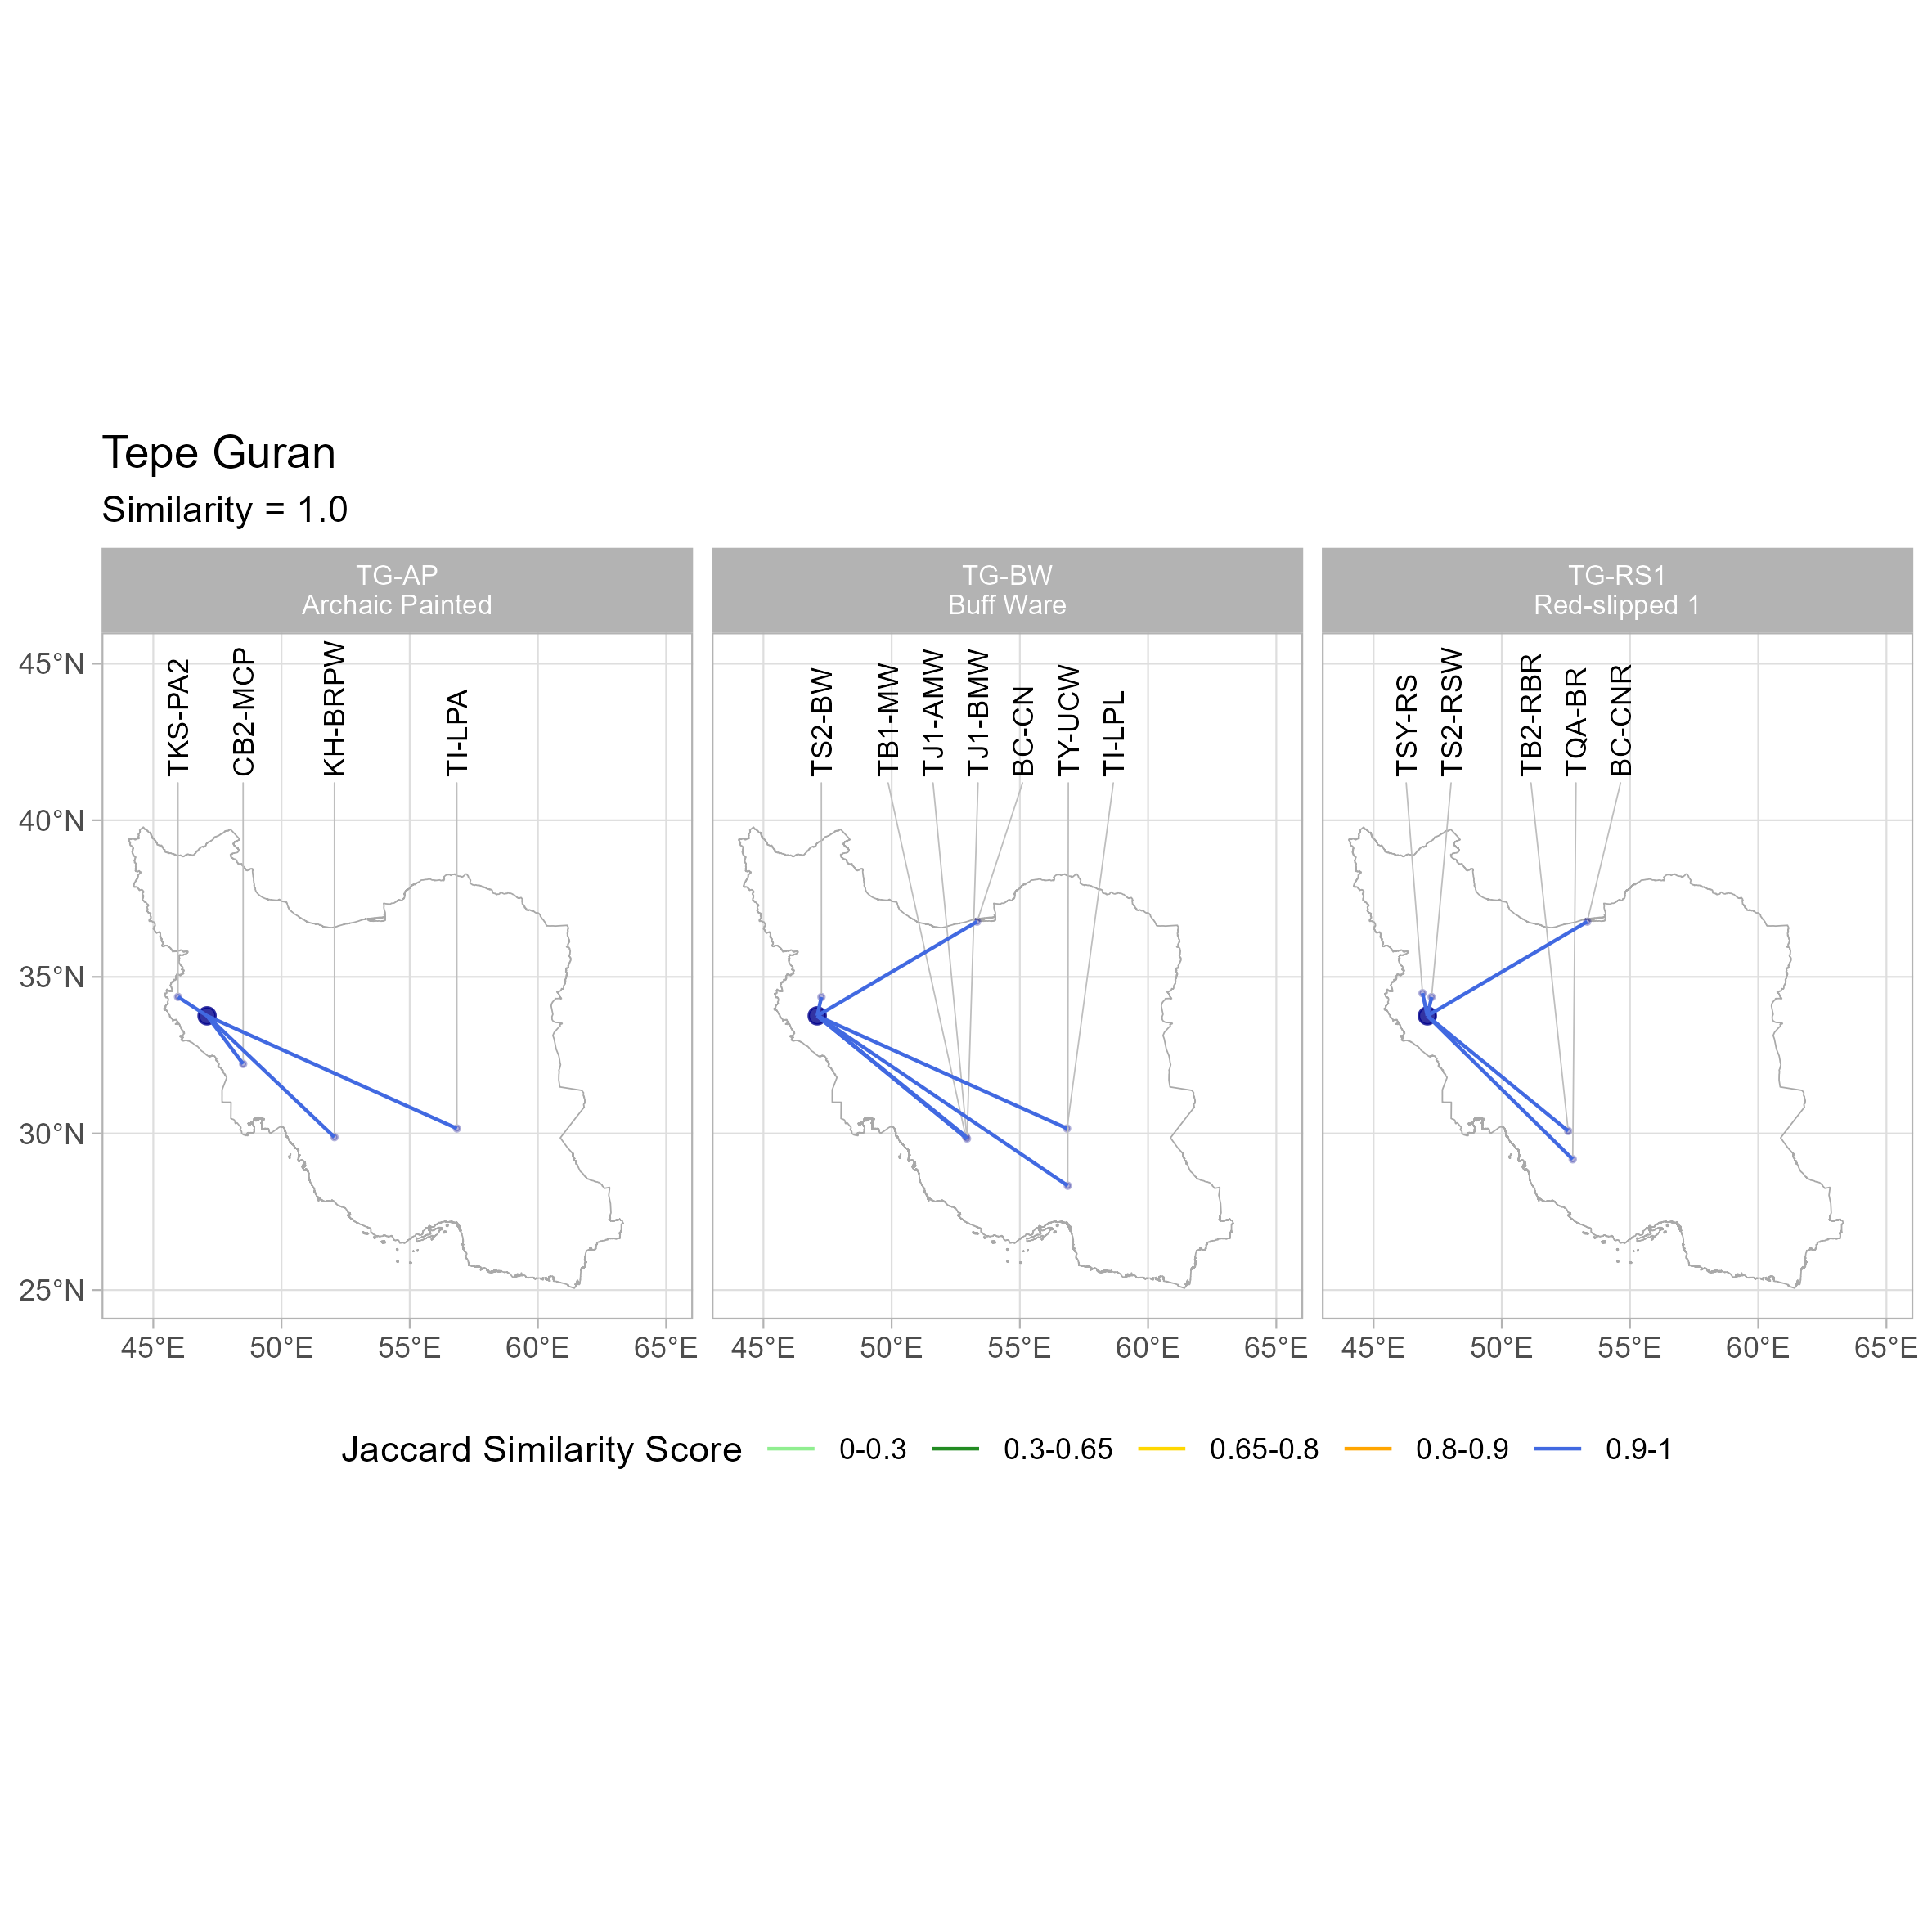 Tepe Guran
Similarity = 1.0
TG-AP
Archaic Painted
TG-BW
Buff Ware
TG-RS1
Red-slipped 1
TKS-PA2
CB2-MCP
KH-BRPW
TI-LPA
TS2-BW
TB1-MW
TJ1-AMW
TJ1-BMW
BC-CN
TY-UCW
TI-LPL
TSY-RS
TS2-RSW
TB2-RBR
TQA-BR
BC-CNR
45°N
40°N
35°N
30°N
25°N
45°E 50°E 55°E 60°E 65°E
45°E 50°E 55°E 60°E 65°E
45°E 50°E 55°E 60°E 65°E
Jaccard Similarity Score 0-0.3 0.3-0.65 0.65-0.8 0.8-0.9 0.9-1